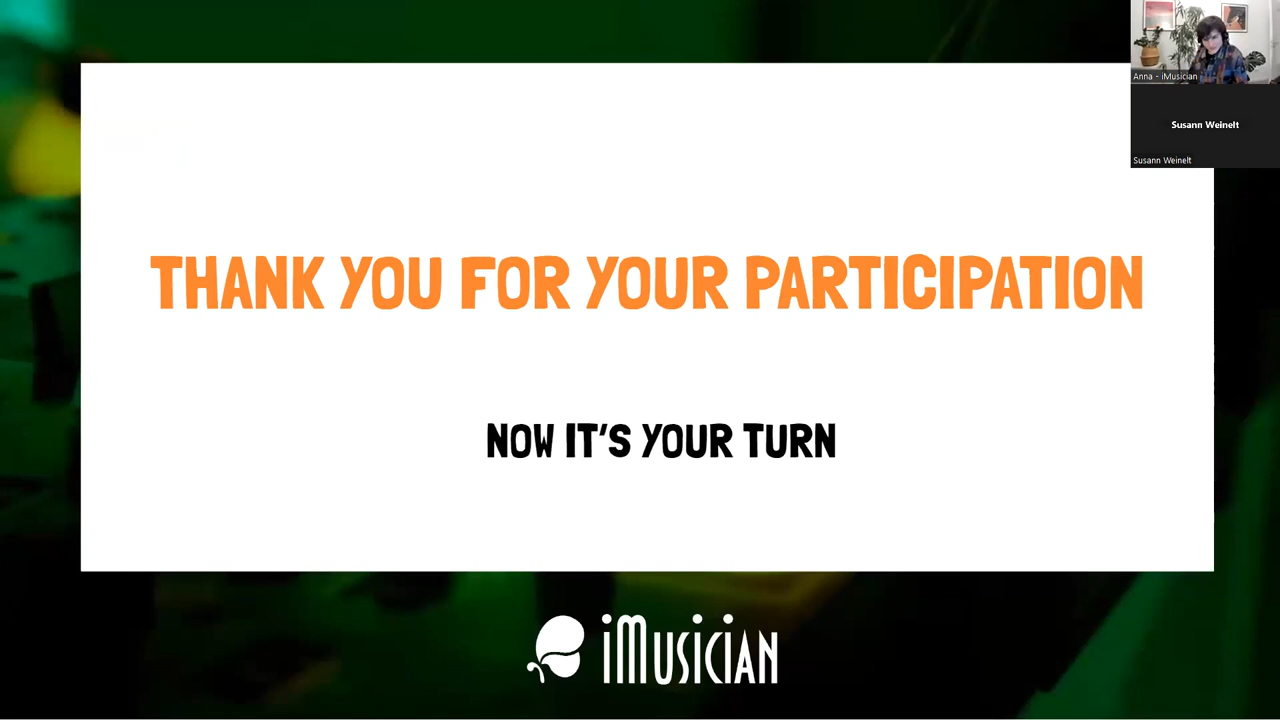 Anna - iMusician
Susann Weinelt
Susann Weinelt
THANK YOU FOR YOUR PARTICIPATION
NOW IT'S YOUR TURN
iMUSICIAN